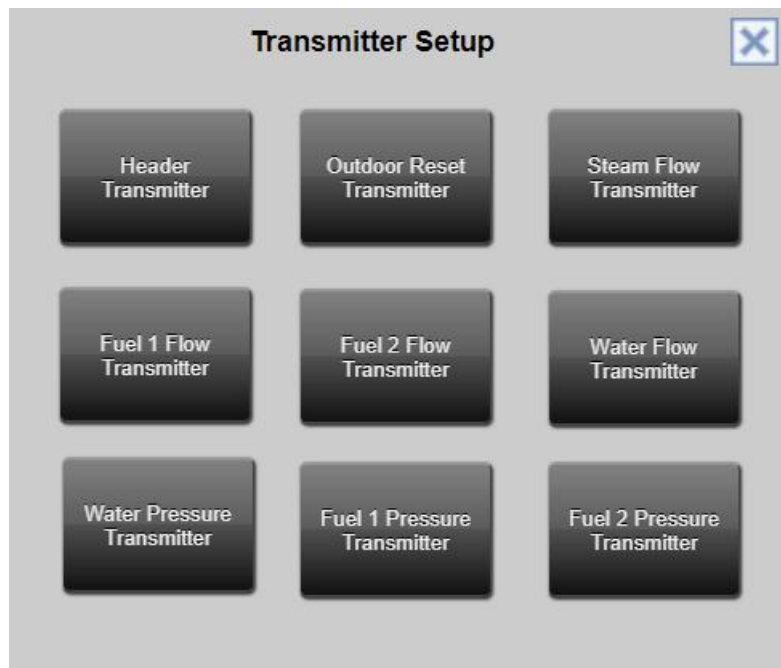 Transmitter Setup
Header
Transmitter
Outdoor Reset
Transmitter
Steam Flow
Transmitter
Fuel 1 Flow
Transmitter
Fuel 2 Flow
Transmitter
Water Flow
Transmitter
Water Pressure
Transmitter
Fuel 1 Pressure
Transmitter
Fuel 2 Pressure
Transmitter